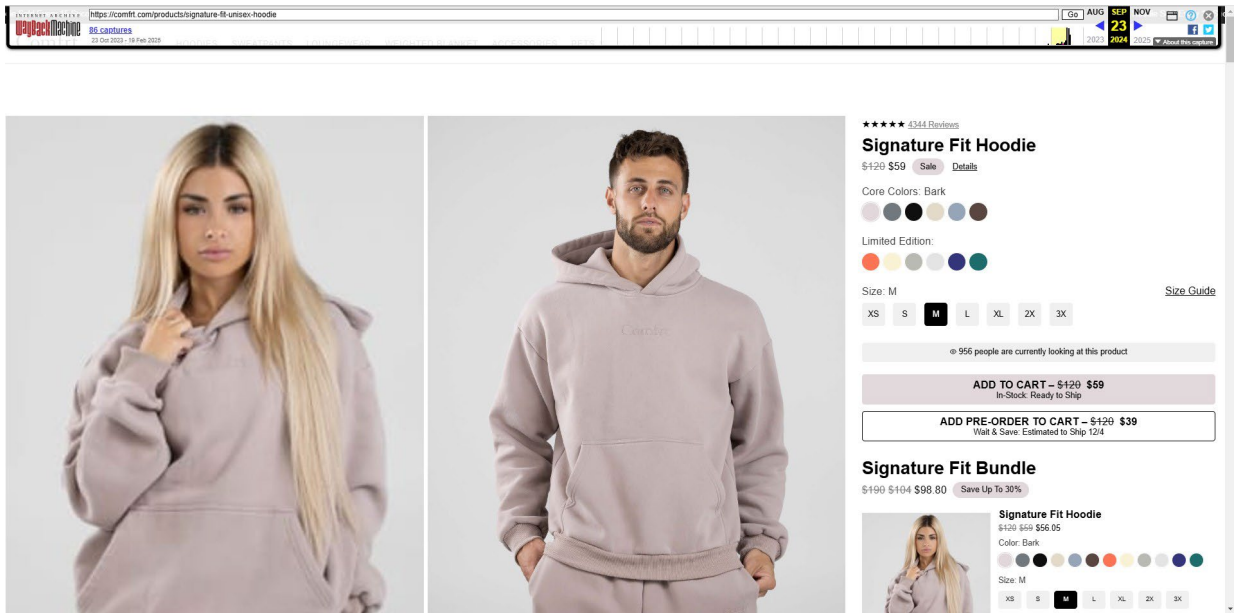 INTERNET ARCHIVE
WayBackMachine
https://comfrt.com/products/signature-fit-unisex-hoodie
Go
86 captures
23 Oct 2023 - 19 Feb 2025
AUG SEP NOV
23
2023 2024 2025
About this capture
★★★★★ 4344 Reviews
Signature Fit Hoodie
$120 $59 Sale Details
Core Colors: Bark
Limited Edition:
Size: M Size Guide
XS S M L XL 2X 3X
956 people are currently looking at this product
ADD TO CART – $120 $59
In-Stock: Ready to Ship
ADD PRE-ORDER TO CART – $120 $39
Wait & Save: Estimated to Ship 12/4
Signature Fit Bundle
$190 $104 $98.80 Save Up To 30%
Signature Fit Hoodie
$120 $59 $56.05
Color: Bark
Size: M
XS S M L XL 2X 3X
Comfrt